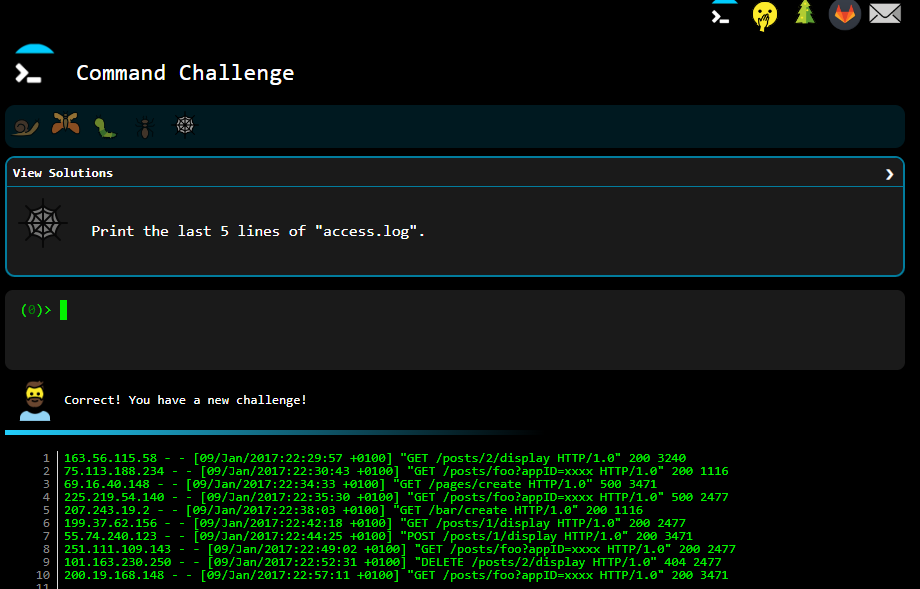 Command Challenge
View Solutions
Print the last 5 lines of "access.log".
(0)>
Correct! You have a new challenge!
1 163.56.115.58 - - [09/Jan/2017:22:29:57 +0100] "GET /posts/2/display HTTP/1.0" 200 3240
2 75.113.188.234 - - [09/Jan/2017:22:30:43 +0100] "GET /posts/foo?appID=xxxx HTTP/1.0" 200 1116
3 69.16.40.148 - - [09/Jan/2017:22:34:33 +0100] "GET /pages/create HTTP/1.0" 500 3471
4 225.219.54.140 - - [09/Jan/2017:22:35:30 +0100] "GET /posts/foo?appID=xxxx HTTP/1.0" 500 2477
5 207.243.19.2 - - [09/Jan/2017:22:38:03 +0100] "GET /bar/create HTTP/1.0" 200 1116
6 199.37.62.156 - - [09/Jan/2017:22:42:18 +0100] "GET /posts/1/display HTTP/1.0" 200 2477
7 55.74.240.123 - - [09/Jan/2017:22:44:25 +0100] "POST /posts/1/display HTTP/1.0" 200 3471
8 251.111.109.143 - - [09/Jan/2017:22:49:02 +0100] "GET /posts/foo?appID=xxxx HTTP/1.0" 200 2477
9 101.163.230.250 - - [09/Jan/2017:22:52:31 +0100] "DELETE /posts/2/display HTTP/1.0" 404 2477
10 200.19.168.148 - - [09/Jan/2017:22:57:11 +0100] "GET /posts/foo?appID=xxxx HTTP/1.0" 200 3471
11